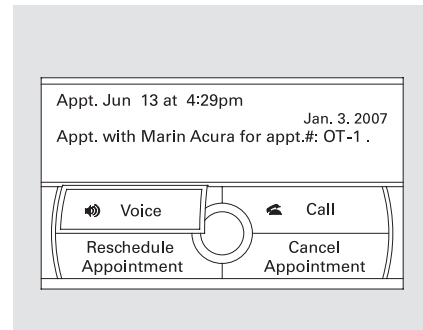 Appt. Jun 13 at 4:29pm
Jan. 3. 2007
Appt. with Marin Acura for appt.#: OT-1 .
Voice
Call
Reschedule
Appointment
Cancel
Appointment